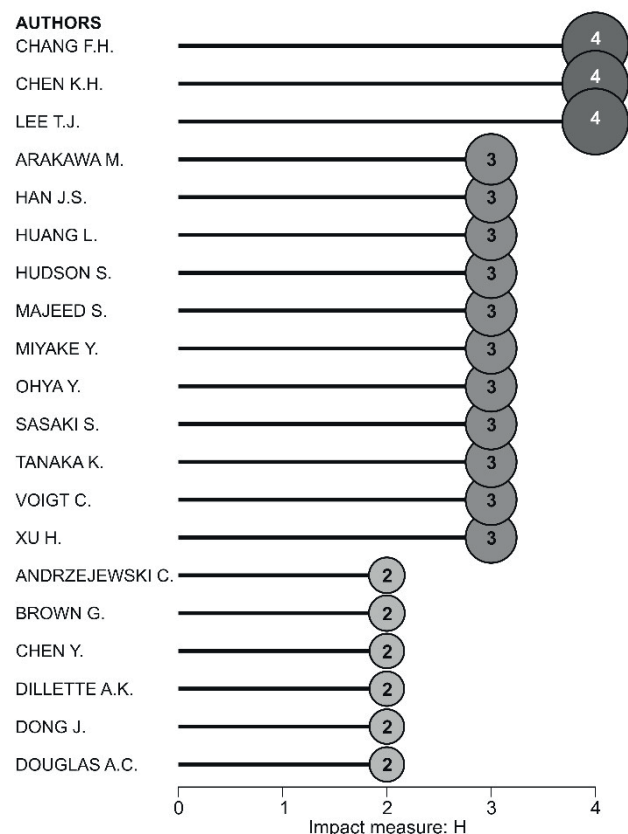 AUTHORS
CHANG F.H. 4
CHEN K.H. 4
LEE T.J. 4
ARAKAWA M. 3
HAN J.S. 3
HUANG L. 3
HUDSON S. 3
MAJEED S. 3
MIYAKE Y. 3
OHYA Y. 3
SASAKI S. 3
TANAKA K. 3
VOIGT C. 3
XU H. 3
ANDRZEJEWSKI C. 2
BROWN G. 2
CHEN Y. 2
DILLETTE A.K. 2
DONG J. 2
DOUGLAS A.C. 2
0 1 2 3 4
Impact measure: H